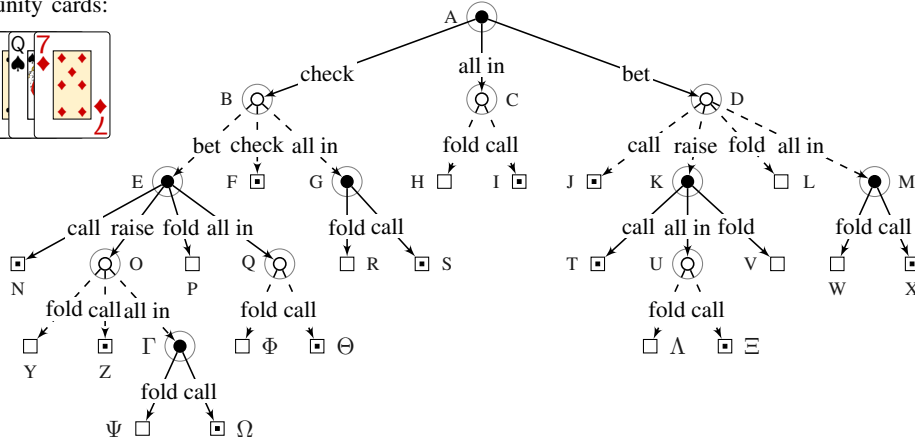 unity cards:
A
Q 7
all in
check bet
B C D
7
bet check all in fold call call raise fold all in
E F G H I J K L M
call raise fold all in fold call call all in fold fold call
N O P Q R S T U V W X
fold call all in fold call fold call
Y Z Γ Φ Θ Λ Ξ
fold call
Ψ Ω